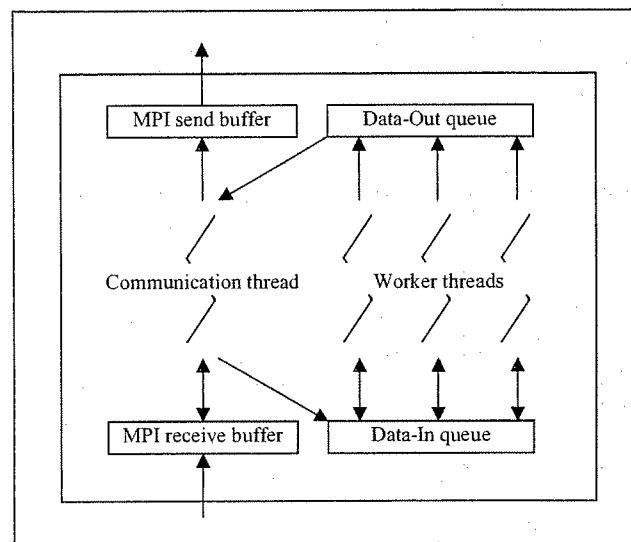 MPI send buffer
Data-Out queue
Communication thread
Worker threads
MPI receive buffer
Data-In queue